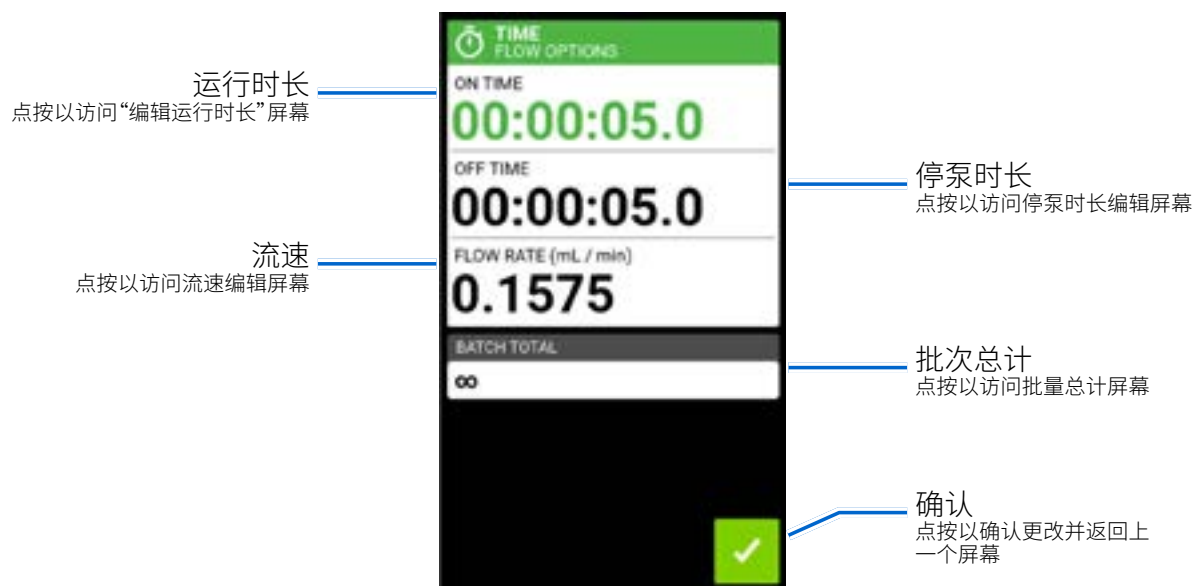 TIME
FLOW OPTIONS
运行时长
点按以访问“编辑运行时长”屏幕
ON TIME
00:00:05.0
OFF TIME
00:00:05.0
停泵时长
点按以访问停泵时长编辑屏幕
流速
点按以访问流速编辑屏幕
FLOW RATE (mL / min)
0.1575
BATCH TOTAL
∞
批次总计
点按以访问批量总计屏幕
确认
点按以确认更改并返回上
一个屏幕